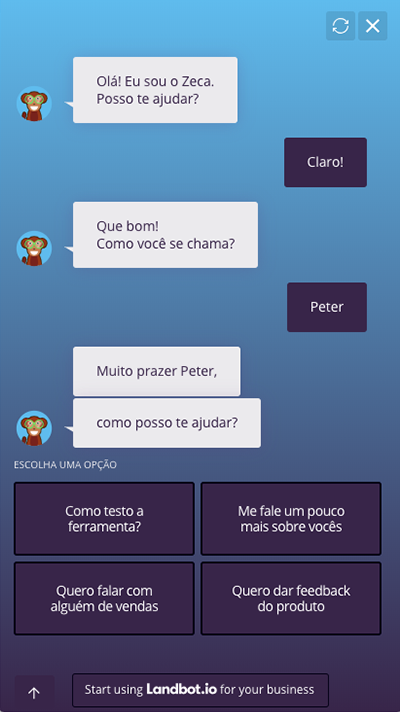 Olá! Eu sou o Zeca.
Posso te ajudar?
Claro!
Que bom!
Como você se chama?
Peter
Muito prazer Peter,
como posso te ajudar?
ESCOLHA UMA OPÇÃO
Como testo a
ferramenta?
Me fale um pouco
mais sobre vocês
Quero falar com
alguém de vendas
Quero dar feedback
do produto
Start using Landbot.io for your business